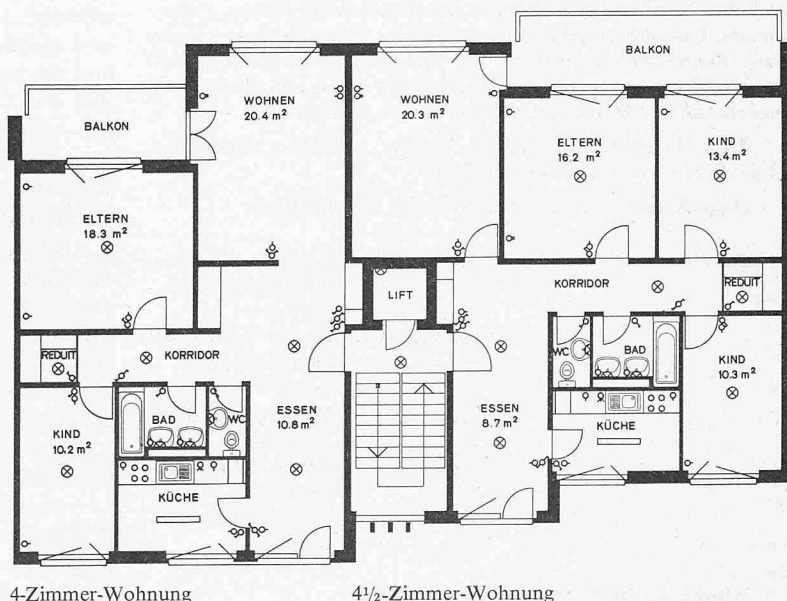 BALKON
WOHNEN
20.4 m²
WOHNEN
20.3 m²
BALKON
ELTERN
16.2 m²
KIND
13.4 m²
ELTERN
18.3 m²
LIFT
KORRIDOR
REDUIT
REDUIT
KORRIDOR
WC
BAD
KIND
10.3 m²
KIND
10.2 m²
BAD
WC
ESSEN
10.8 m²
ESSEN
8.7 m²
KÜCHE
KÜCHE
4-Zimmer-Wohnung
4½-Zimmer-Wohnung